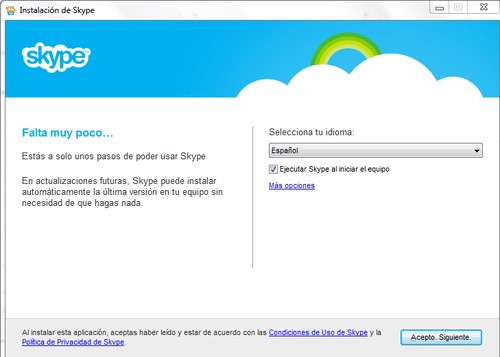 Instalación de Skype
skype
Falta muy poco...
Estás a solo unos pasos de poder usar Skype
En actualizaciones futuras, Skype puede instalar
automáticamente la última versión en tu equipo sin
necesidad de que hagas nada.
Selecciona tu idioma:
Español
Ejecutar Skype al iniciar el equipo
Más opciones
Al instalar esta aplicación, aceptas haber leído y estar de acuerdo con las Condiciones de Uso de Skype y la
Política de Privacidad de Skype.
Acepto. Siguiente.